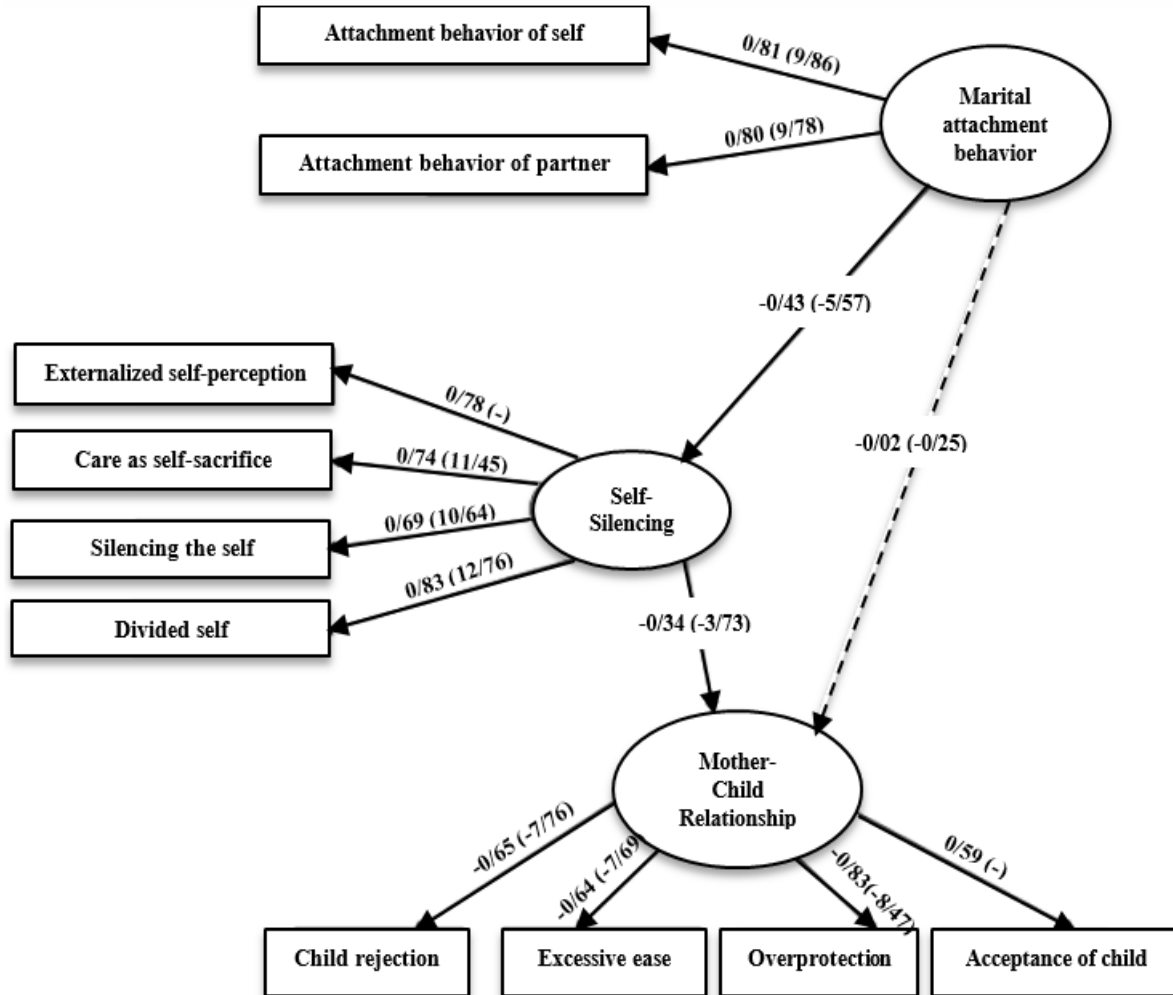 Attachment behavior of self
0/81 (9/86)
Marital
attachment
behavior
0/80 (9/78)
Attachment behavior of partner
-0/43 (-5/57)
Externalized self-perception
0/78 (-)
-0/02 (-0/25)
Care as self-sacrifice
0/74 (11/45)
Self-
Silencing
0/69 (10/64)
Silencing the self
0/83 (12/76)
Divided self
-0/34 (-3/73)
Mother-
Child
Relationship
-0/65 (-7/76)
-0/64 (-7/69)
-0/83(-8/47)
0/59 (-)
Child rejection
Excessive ease
Overprotection
Acceptance of child